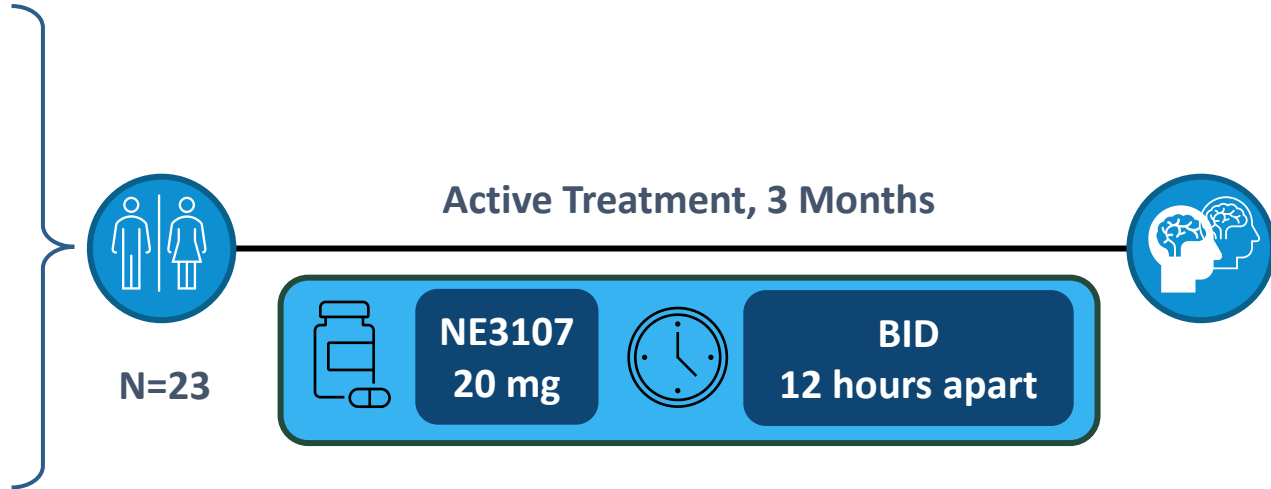 Active Treatment, 3 Months
N=23
NE3107
20 mg
BID
12 hours apart